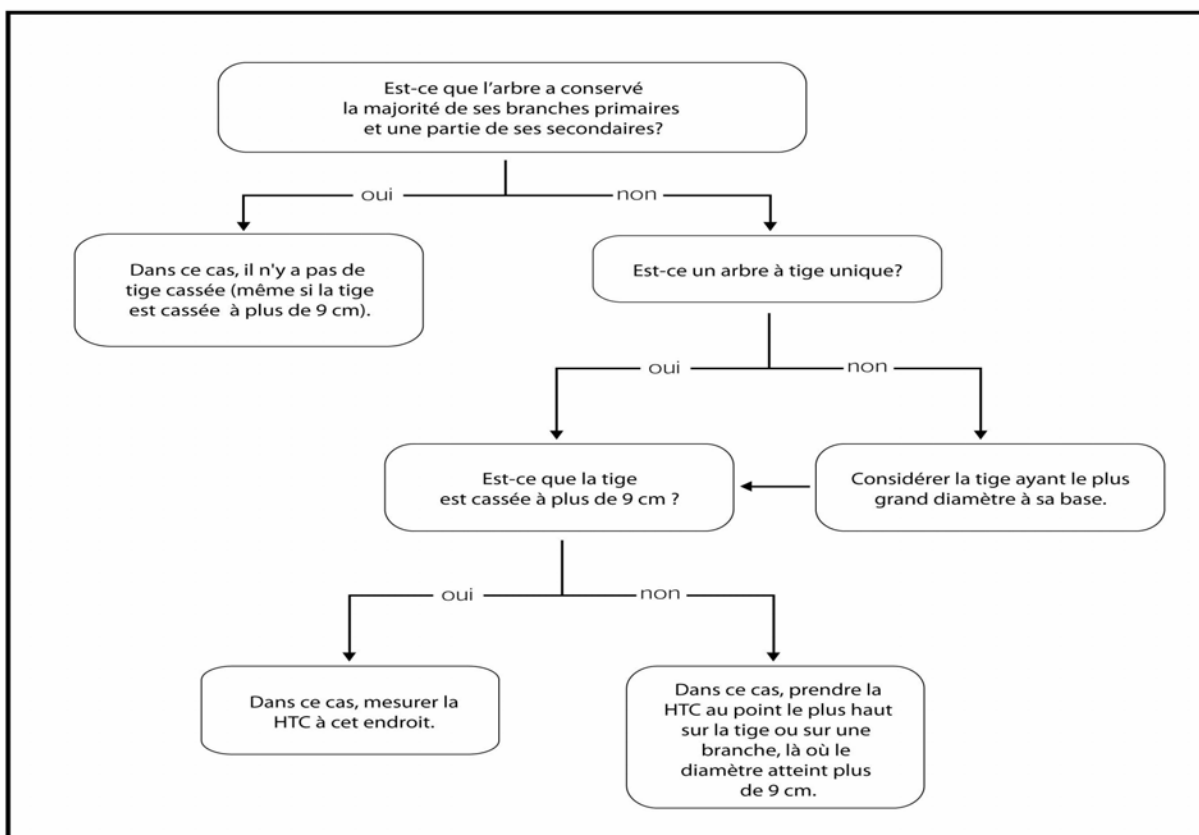 Est-ce que l'arbre a conservé
la majorité de ses branches primaires
et une partie de ses secondaires?
oui
non
Dans ce cas, il n'y a pas de
tige cassée (même si la tige
est cassée à plus de 9 cm).
Est-ce un arbre à tige unique?
oui
non
Est-ce que la tige
est cassée à plus de 9 cm ?
Considérer la tige ayant le plus
grand diamètre à sa base.
oui
non
Dans ce cas, mesurer la
HTC à cet endroit.
Dans ce cas, prendre la
HTC au point le plus haut
sur la tige ou sur une
branche, là où le
diamètre atteint plus
de 9 cm.